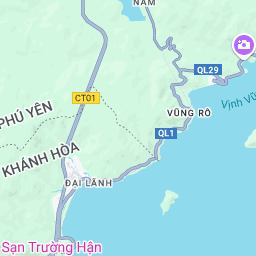 NAM
QL29
CT01
Vịnh Vũ
VŨNG RÔ
PHÚ YÊN
QL1
KHÁNH HÒA
ĐẠI LÃNH
Sạn Trường Hận